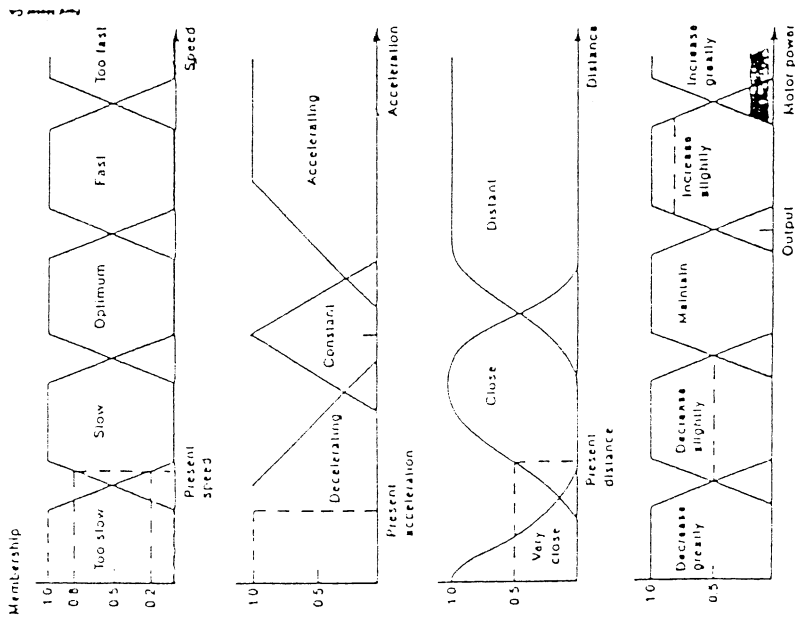 Membership
1 0
0 8
0 5
0 2
Too slow
Slow
Optimum
Fast
Too fast
Present
speed
Speed
1 0
0 5
Decelerating
Constant
Accelerating
Present
acceleration
Acceleration
1 0
0 5
Vary
close
Close
Distant
Present
distance
Distance
1 0
0 5
Decrease
greatly
Decrease
slightly
Maintain
Increase
slightly
Increase
greatly
Output
Motor power